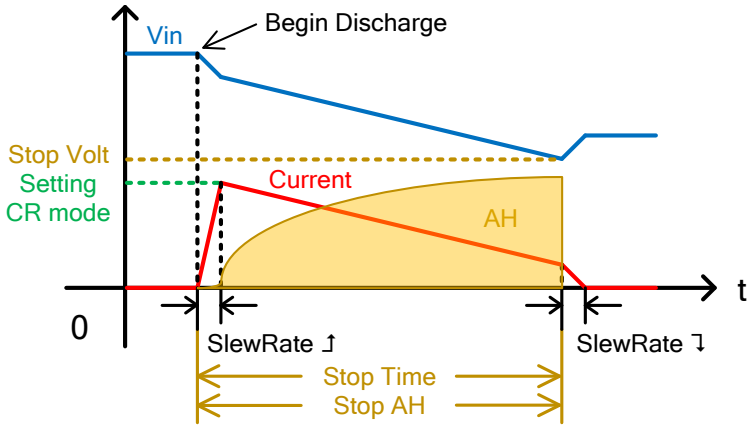 Vin
Begin Discharge
Stop Volt
Setting
CR mode
Current
AH
t
0
SlewRate
SlewRate
Stop Time
Stop AH